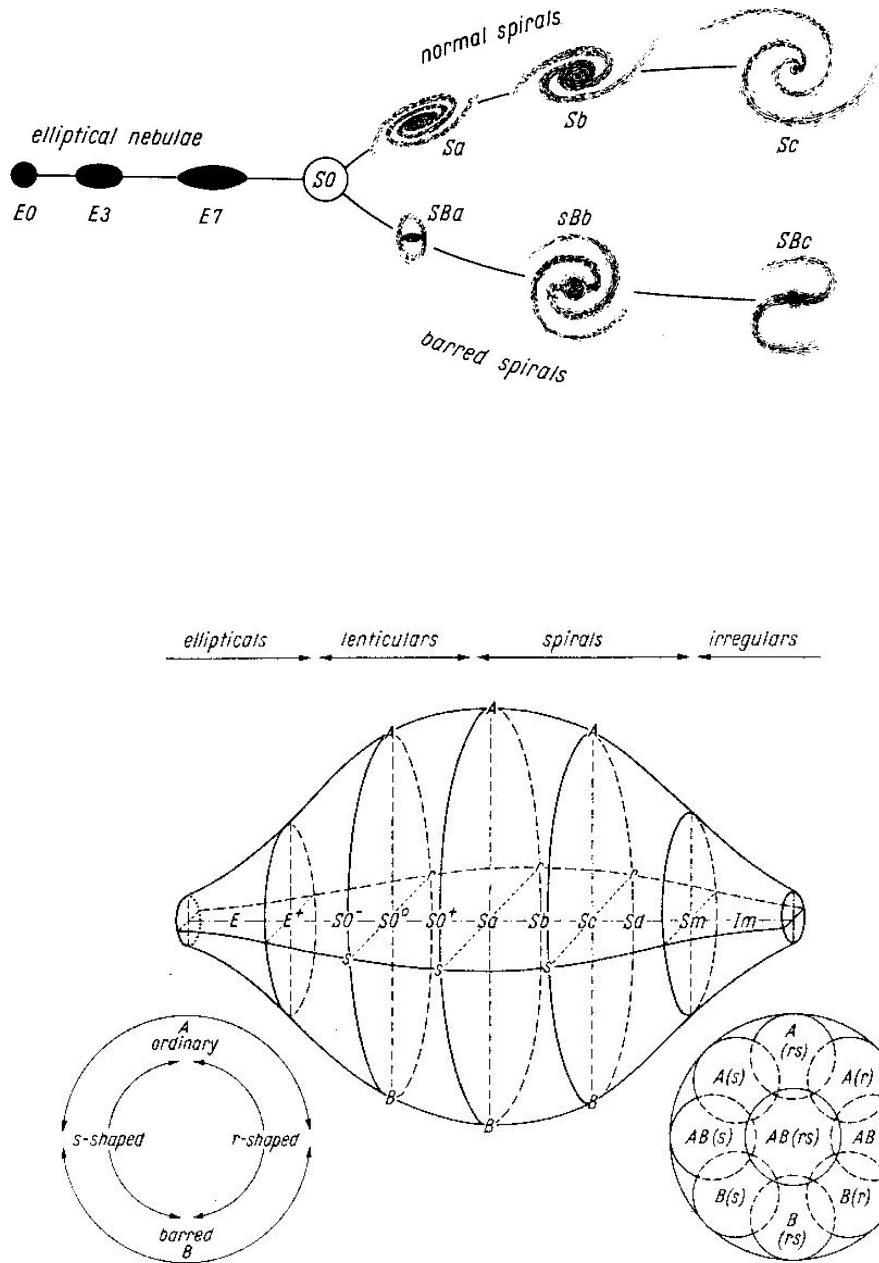 normal spirals
elliptical nebulae
Sa
Sb
Sc
S0
E0 E3 E7
SBa
sBb
SBc
barred spirals
ellipticals lenticulars spirals irregulars
A A A
r r r
E E+ S0- S0° S0+ Sa Sb Sc Sd Sm Im
S S S
B B B
A
ordinary
s-shaped r-shaped
barred
B
A
(rs)
A(s) A(r)
AB(s) AB(rs) AB
B(s) B(r)
B
(rs)